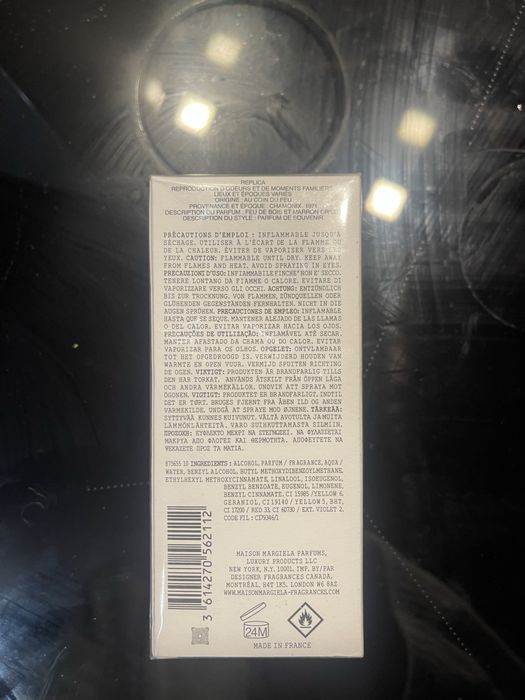 REPLICA
REPRODUCTION D'ODEURS ET DE MOMENTS FAMILIERS
LIEUX ET ÉPOQUES VARIÉS
ORIGINE : AU COIN DU FEU
PROVENANCE ET ÉPOQUE : CHAMONIX, 1971
DESCRIPTION DU PARFUM : FEU DE BOIS ET MARRON GRILLÉ
DESCRIPTION DU STYLE : PARFUM DE SOUVENIR
PRÉCAUTIONS D'EMPLOI : INFLAMMABLE JUSQU'À
SÉCHAGE. UTILISER À L'ÉCART DE LA FLAMME OU
DE LA CHALEUR. ÉVITER DE VAPORISER VERS LES
YEUX. CAUTION: FLAMMABLE UNTIL DRY. KEEP AWAY
FROM FLAMES AND HEAT. AVOID SPRAYING IN EYES.
PRECAUZIONI D'USO: INFIAMMABILE FINCHE' NON E' SECCO.
TENERE LONTANO DA FIAMME O CALORE. EVITARE DI
VAPORIZZARE VERSO GLI OCCHI. ACHTUNG: ENTZÜNDLICH
BIS ZUR TROCKNUNG. VON FLAMMEN, ZÜNDQUELLEN ODER
GLÜHENDEN GEGENSTÄNDEN FERNHALTEN. NICHT IN DIE
AUGEN SPRÜHEN. PRECAUCIONES DE EMPLEO: INFLAMABLE
HASTA QUE SE SEQUE. MANTENER ALEJADO DE LAS LLAMAS
O DEL CALOR. EVITAR VAPORIZAR HACIA LOS OJOS.
PRECAUÇÕES DE UTILIZAÇÃO: INFLAMÁVEL ATÉ SECAR.
MANTER AFASTADO DA CHAMA OU DO CALOR. EVITAR
VAPORIZAR PARA OS OLHOS. OPGELET: ONTVLAMBAAR
TOT HET OPGEDROOGD IS. VERWIJDERD HOUDEN VAN
WARMTE EN OPEN VUUR. VERMIJD SPUITEN RICHTING
DE OGEN. VIKTIGT: PRODUKTEN ÄR BRANDFARLIG TILLS
DEN HAR TORKAT. ANVÄNDS ÅTSKILT FRÅN ÖPPEN LÅGA
OCH ANDRA VÄRMEKÄLLOR. UNDVIK ATT SPRAYA MOT
ÖGONEN. VIGTIGT: PRODUKTET ER BRANDFARLIGT, INDTIL
DET ER TØRT. BRUGES FJERNT FRA ÅBEN ILD OG ANDEN
VARMEKILDE. UNDGÅ AT SPRAYE MOD ØJNENE. TÄRKEÄÄ:
SYTTYVÄÄ KUNNES KUIVUNUT. VÄLTÄ AVOTULTA JA MUITA
LÄMMÖNLÄHTEITÄ. VARO SUIHKUTTAMASTA SILMIIN.
ΠΡΟΣΟΧΗ: ΕΥΦΛΕΚΤΟ ΜΕΧΡΙ ΝΑ ΣΤΕΓΝΩΣΕΙ. ΝΑ ΦΥΛΑΣΣΕΤΑΙ
ΜΑΚΡΥΑ ΑΠΟ ΦΛΟΓΕΣ ΚΑΙ ΘΕΡΜΟΤΗΤΑ. ΑΠΟΦΕΥΓΕΤΕ ΝΑ
ΨΕΚΑΖΕΤΕ ΠΡΟΣ ΤΑ ΜΑΤΙΑ.
873655 10 INGREDIENTS : ALCOHOL, PARFUM / FRAGRANCE, AQUA /
WATER, BENZYL ALCOHOL, BUTYL METHOXYDIBENZOYLMETHANE,
ETHYLHEXYL METHOXYCINNAMATE, LINALOOL, ISOEUGENOL,
BENZYL BENZOATE, EUGENOL, LIMONENE,
BENZYL CINNAMATE, CI 15985 / YELLOW 6,
GERANIOL, CI 19140 / YELLOW 5, BHT,
CI 17200 / RED 33, CI 60730 / EXT. VIOLET 2.
CODE FIL : C179346/1
3 614270 562112
MAISON MARGIELA PARFUMS,
LUXURY PRODUCTS LLC
NEW YORK, N.Y. 10001. IMP. BY/PAR
DESIGNER FRAGRANCES CANADA,
MONTREAL, H4T 1K5. LONDON W6 8AZ
WWW.MAISONMARGIELA-FRAGRANCES.COM
24M
MADE IN FRANCE